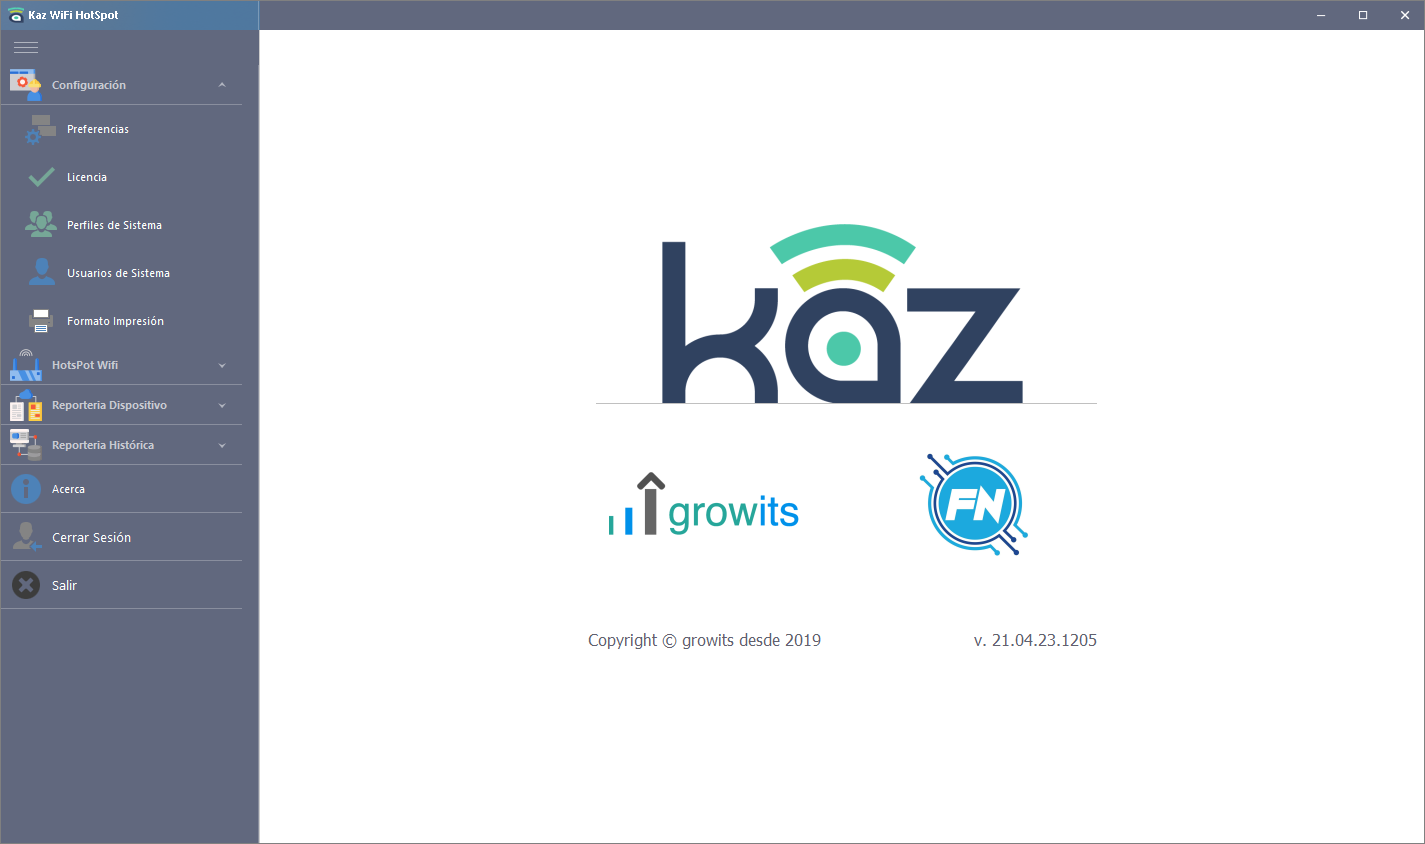 Kaz WiFi HotSpot
Configuración
Preferencias
Licencia
Perfiles de Sistema
Usuarios de Sistema
Formato Impresión
HotsPot Wifi
Reporteria Dispositivo
Reporteria Histórica
Acerca
Cerrar Sesión
Salir
kaz
growits
FN
Copyright © growits desde 2019
v. 21.04.23.1205